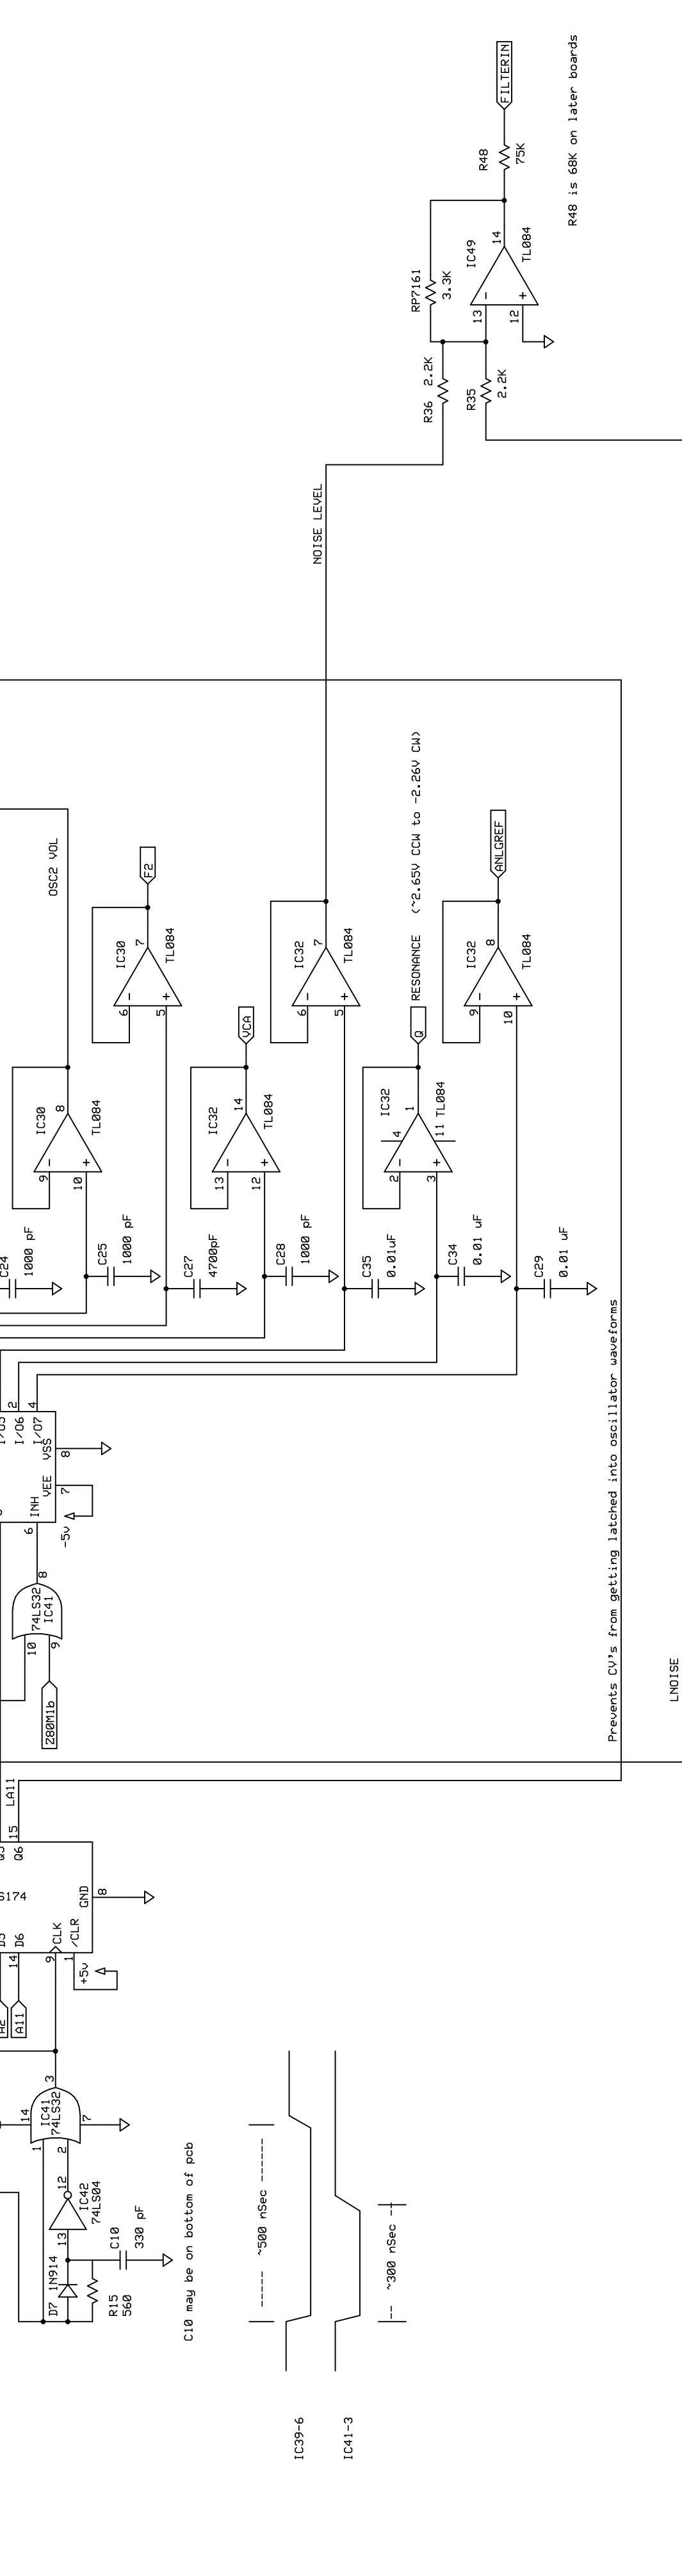 FILTERIN
R48
75K
R48 is 68K on later boards
14
IC49
TL084
RP7161
3.3K
13
12
R36
2.2K
R35
2.2K
NOISE LEVEL
OSC2 VOL
F2
7
IC30
TL084
6
5
8
IC30
TL084
9
10
VCA
14
IC32
TL084
13
12
7
IC32
TL084
6
5
Q
RESONANCE (~2.65V CCW to -2.26V CW)
1
IC32
4
11
TL084
2
3
ANLGREF
8
IC32
TL084
9
10
C24
1000 pF
C25
1000 pF
C27
4700pF
C28
1000 pF
C35
0.01uF
C34
0.01 uF
C29
0.01 uF
2
4
I/O5
I/O6
I/O7
VSS
8
VEE
7
INH
6
-5v
8
74LS32
IC41
10
9
Z80M1b
Prevents CV's from getting latched into oscillator waveforms
LNOISE
LA11
15
Q5
Q6
S174
GND
8
D5
D6
CLK
/CLR
14
9
1
+5v
A2
A11
3
IC41
74LS32
14
7
1
2
12
IC42
74LS04
13
D7
1N914
R15
560
C10
330 pF
C10 may be on bottom of pcb
----- ~500 nSec ------
-- ~300 nSec --
IC39-6
IC41-3